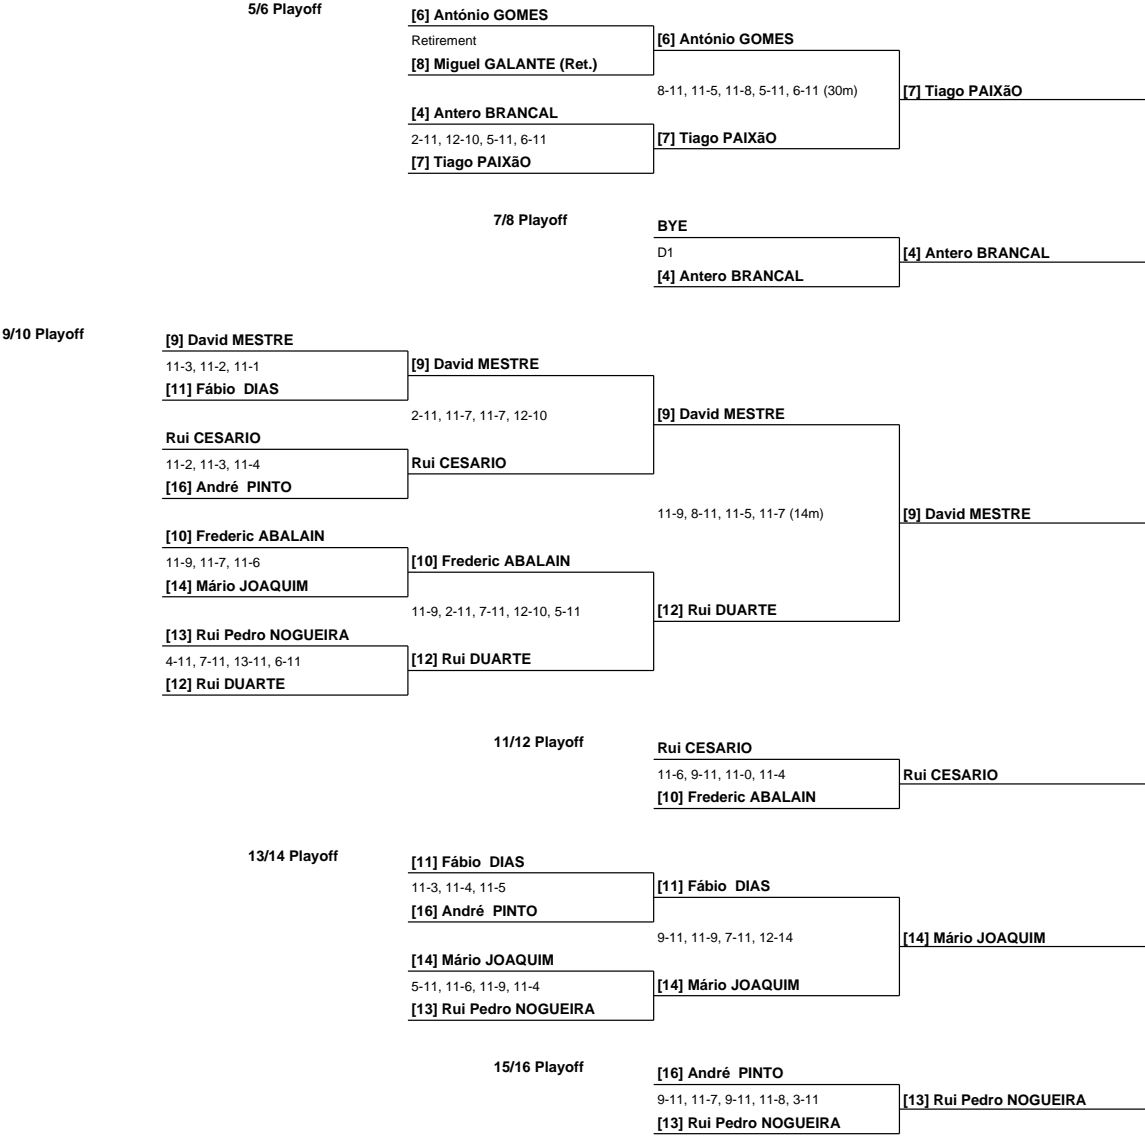 5/6 Playoff
[6] António GOMES
Retirement
[6] António GOMES
[8] Miguel GALANTE (Ret.)
8-11, 11-5, 11-8, 5-11, 6-11 (30m)
[7] Tiago PAIXãO
[4] Antero BRANCAL
2-11, 12-10, 5-11, 6-11
[7] Tiago PAIXãO
[7] Tiago PAIXãO
7/8 Playoff
BYE
D1
[4] Antero BRANCAL
[4] Antero BRANCAL
9/10 Playoff
[9] David MESTRE
11-3, 11-2, 11-1
[9] David MESTRE
[11] Fábio  DIAS
2-11, 11-7, 11-7, 12-10
[9] David MESTRE
Rui CESARIO
11-2, 11-3, 11-4
Rui CESARIO
[16] André  PINTO
11-9, 8-11, 11-5, 11-7 (14m)
[9] David MESTRE
[10] Frederic ABALAIN
11-9, 11-7, 11-6
[10] Frederic ABALAIN
[14] Mário JOAQUIM
11-9, 2-11, 7-11, 12-10, 5-11
[12] Rui DUARTE
[13] Rui Pedro NOGUEIRA
4-11, 7-11, 13-11, 6-11
[12] Rui DUARTE
[12] Rui DUARTE
11/12 Playoff
Rui CESARIO
11-6, 9-11, 11-0, 11-4
Rui CESARIO
[10] Frederic ABALAIN
13/14 Playoff
[11] Fábio  DIAS
11-3, 11-4, 11-5
[11] Fábio  DIAS
[16] André  PINTO
9-11, 11-9, 7-11, 12-14
[14] Mário JOAQUIM
[14] Mário JOAQUIM
5-11, 11-6, 11-9, 11-4
[14] Mário JOAQUIM
[13] Rui Pedro NOGUEIRA
15/16 Playoff
[16] André  PINTO
9-11, 11-7, 9-11, 11-8, 3-11
[13] Rui Pedro NOGUEIRA
[13] Rui Pedro NOGUEIRA